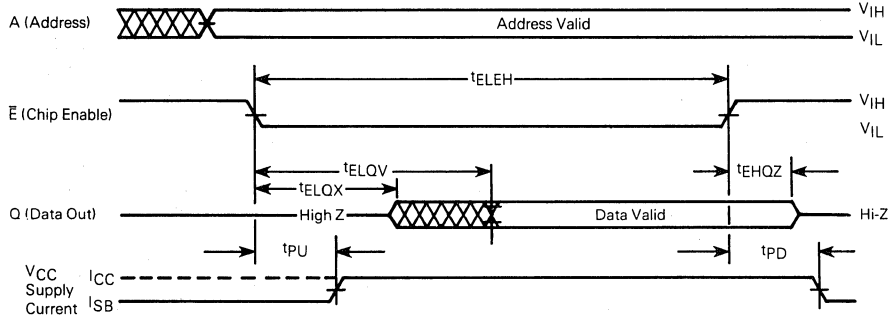 A (Address) Address Valid VIH
VIL
tELEH
E̅ (Chip Enable) VIH
VIL
tELQV
tEHQZ
tELQX
Q (Data Out) High Z Data Valid Hi-Z
tPU tPD
VCC ICC
Supply
Current ISB